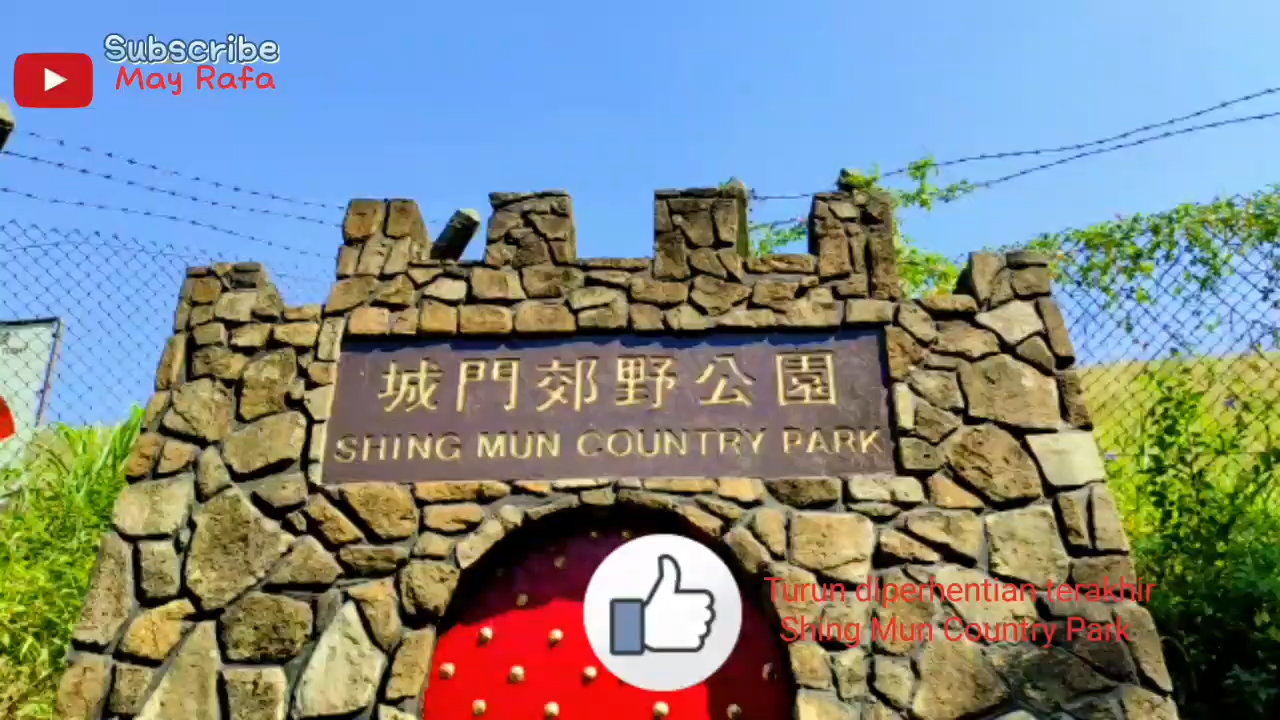 Subscribe
May Rafa
城門郊野公園
SHING MUN COUNTRY PARK
Turun diperhentian terakhir
Shing Mun Country Park